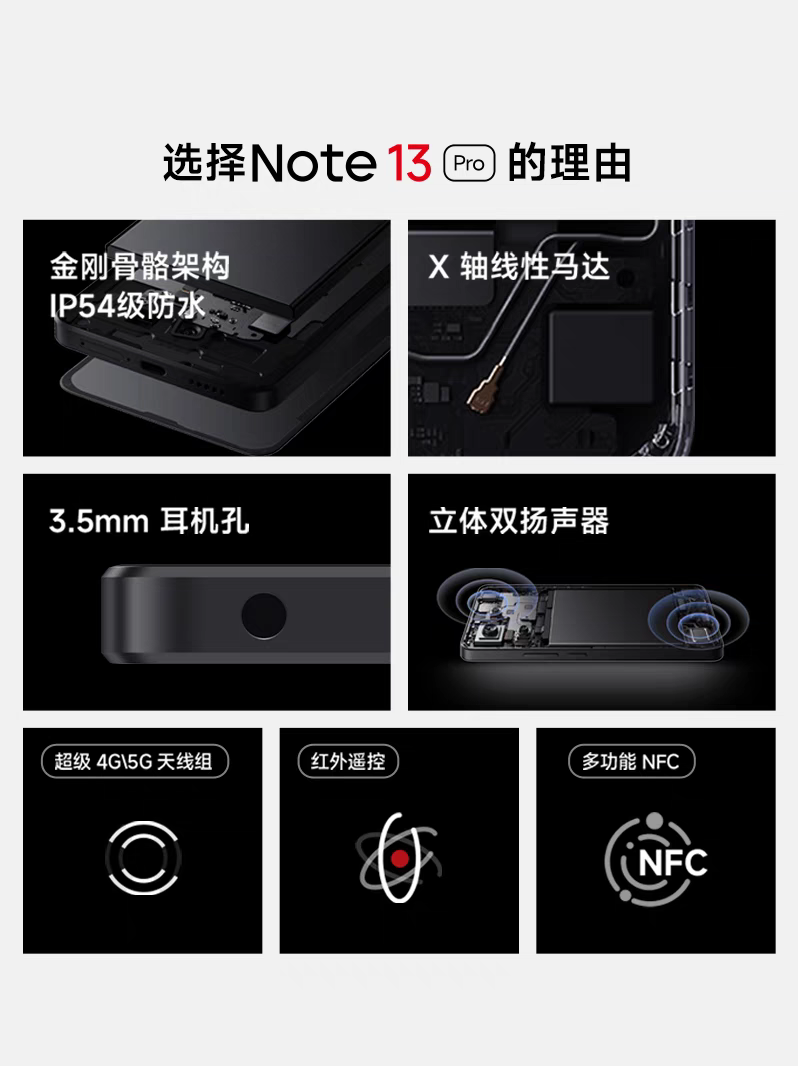 选择Note 13 Pro 的理由
金刚骨骼架构
IP54级防水
X 轴线性马达
3.5mm 耳机孔
立体双扬声器
超级 4G\5G 天线组
红外遥控
多功能 NFC
NFC